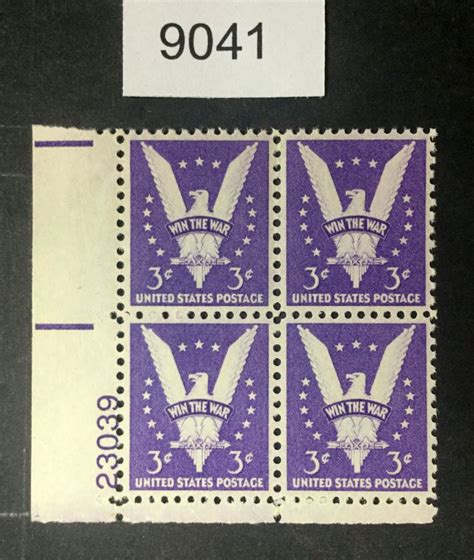 9041
WIN THE WAR
3¢ 3¢
UNITED STATES POSTAGE
WIN THE WAR
3¢ 3¢
UNITED STATES POSTAGE
WIN THE WAR
3¢ 3¢
UNITED STATES POSTAGE
WIN THE WAR
3¢ 3¢
UNITED STATES POSTAGE
23039